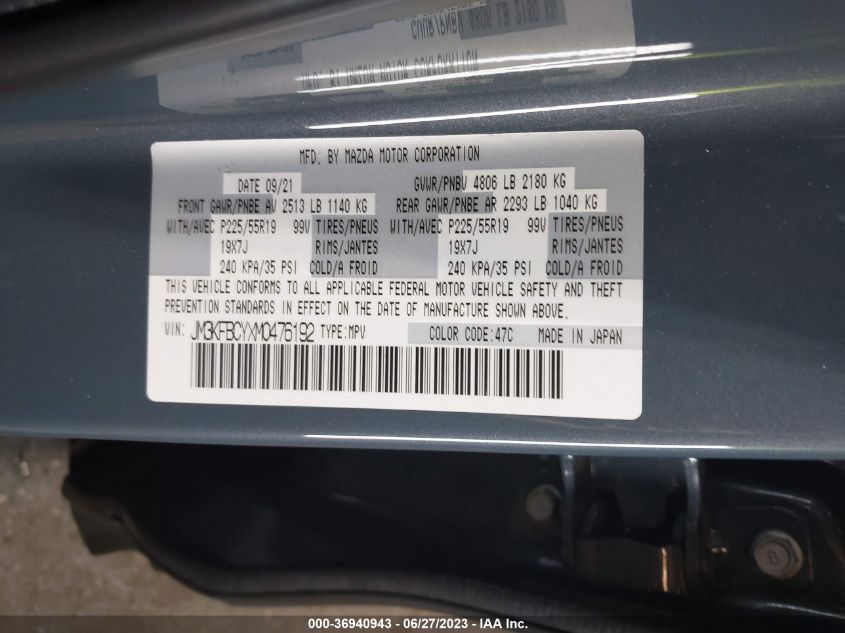 MFD. BY MAZDA MOTOR CORPORATION
DATE 09/21 GVWR/PNBV 4806 LB 2180 KG
FRONT GAWR/PNBE AV 2513 LB 1140 KG REAR GAWR/PNBE AR 2293 LB 1040 KG
WITH/AVEC P225/55R19 99V TIRES/PNEUS WITH/AVEC P225/55R19 99V TIRES/PNEUS
19X7J RIMS/JANTES 19X7J RIMS/JANTES
240 KPA/35 PSI COLD/A FROID 240 KPA/35 PSI COLD/A FROID
THIS VEHICLE CONFORMS TO ALL APPLICABLE FEDERAL MOTOR VEHICLE SAFETY AND THEFT
PREVENTION STANDARDS IN EFFECT ON THE DATE OF MANUFACTURE SHOWN ABOVE.
VIN: JM3KFBCYXM0476192 TYPE:MPV COLOR CODE:47C MADE IN JAPAN
8
000-36940943 - 06/27/2023 - IAA Inc.